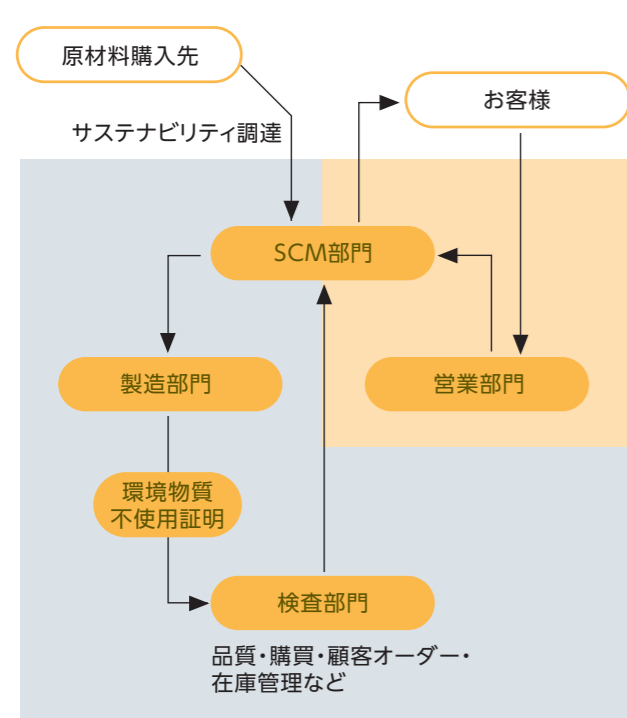 原材料購入先
お客様
サステナビリティ調達
SCM部門
製造部門
営業部門
環境物質
不使用証明
検査部門
品質・購買・顧客オーダー・
在庫管理など